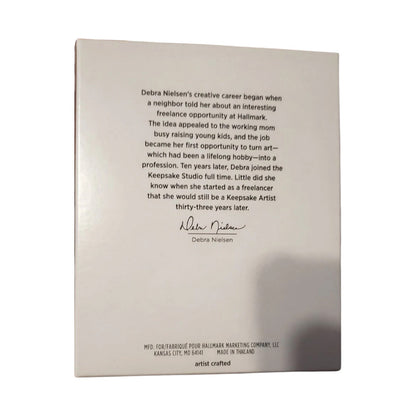 Debra Nielsen's creative career began when
a neighbor told her about an interesting
freelance opportunity at Hallmark.
The idea appealed to the working mom
busy raising young kids, and the job
became her first opportunity to turn art—
which had been a lifelong hobby—into a
profession. Ten years later, Debra joined the
Keepsake Studio full time. Little did she
know when she started as a freelancer
that she would still be a Keepsake Artist
thirty-three years later.
Debra Nielsen
Debra Nielsen
MFD. FOR/FABRIQUÉ POUR HALLMARK MARKETING COMPANY, LLC
KANSAS CITY, MO 64141 MADE IN THAILAND
artist crafted